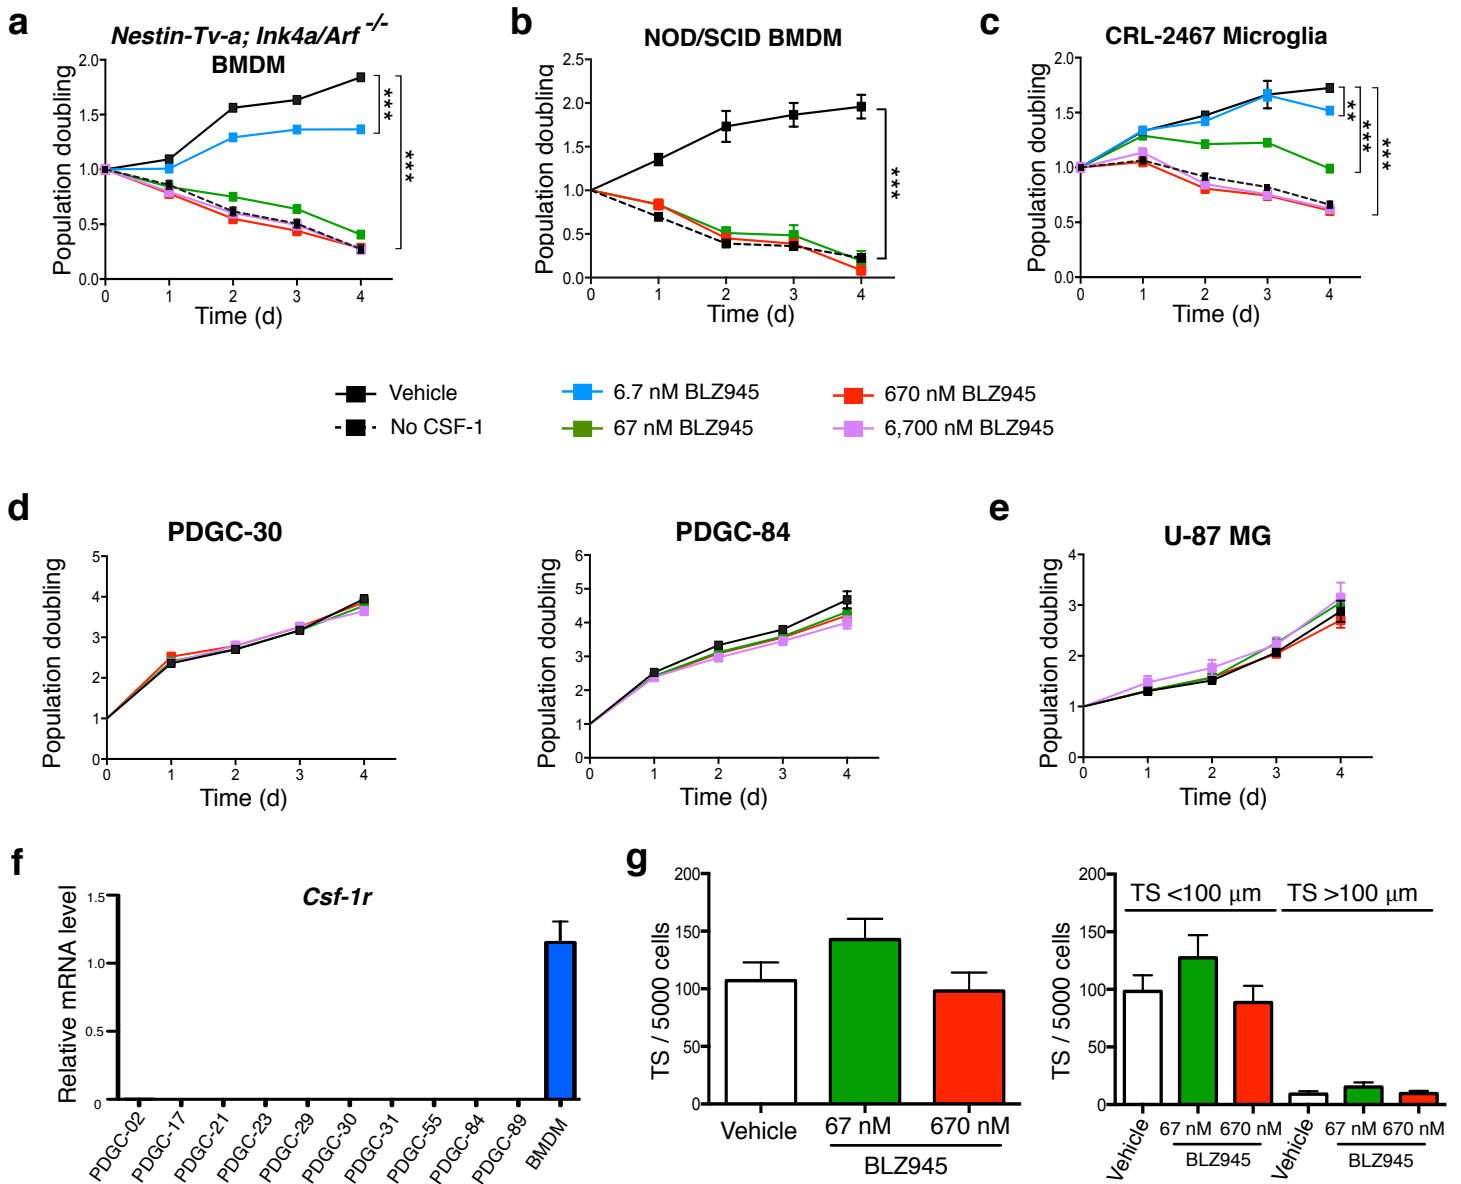 a
Nestin-Tv-a; Ink4a/Arf -/-
BMDM
Population doubling
2.0
1.5
1.0
0.5
0.0
0 1 2 3 4
Time (d)
***
***
b
NOD/SCID BMDM
Population doubling
2.5
2.0
1.5
1.0
0.5
0.0
0 1 2 3 4
Time (d)
***
c
CRL-2467 Microglia
Population doubling
2.0
1.5
1.0
0.5
0.0
0 1 2 3 4
Time (d)
**
***
***
Vehicle
No CSF-1
6.7 nM BLZ945
67 nM BLZ945
670 nM BLZ945
6,700 nM BLZ945
d
PDGC-30
Population doubling
5
4
3
2
1
0
0 1 2 3 4
Time (d)
PDGC-84
Population doubling
6
5
4
3
2
1
0
0 1 2 3 4
Time (d)
e
U-87 MG
Population doubling
4
3
2
1
0
0 1 2 3 4
Time (d)
f
Csf-1r
Relative mRNA level
1.5
1.0
0.5
0
PDGC-02
PDGC-17
PDGC-21
PDGC-23
PDGC-29
PDGC-30
PDGC-31
PDGC-55
PDGC-84
PDGC-89
BMDM
g
TS / 5000 cells
200
150
100
50
0
Vehicle 67 nM 670 nM
BLZ945
TS / 5000 cells
200
150
100
50
0
TS <100 μm TS >100 μm
Vehicle 67 nM 670 nM Vehicle 67 nM 670 nM
BLZ945 BLZ945